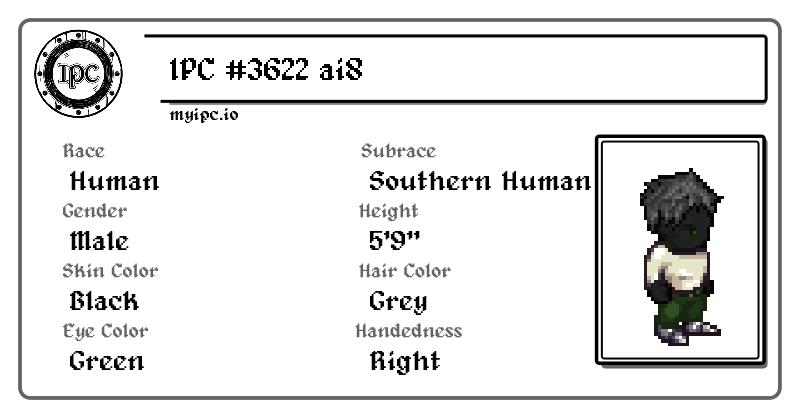 IPC
IPC #3622 ai8
myipc.io
Race
Subrace
Human
Southern Human
Gender
Height
Male
5'9"
Skin Color
Hair Color
Black
Grey
Eye Color
Handedness
Green
Right